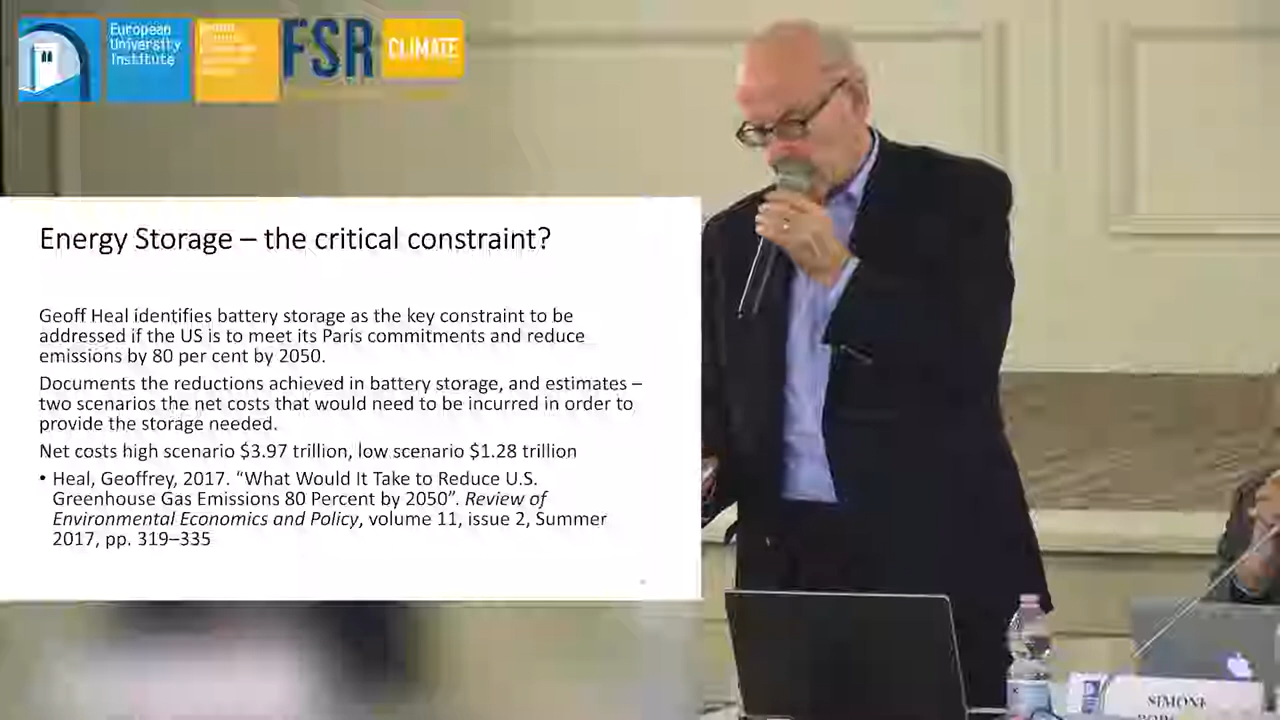 European
University
Institute
FSR
CLIMATE
Energy Storage – the critical constraint?
Geoff Heal identifies battery storage as the key constraint to be
addressed if the US is to meet its Paris commitments and reduce
emissions by 80 per cent by 2050.
Documents the reductions achieved in battery storage, and estimates –
two scenarios the net costs that would need to be incurred in order to
provide the storage needed.
Net costs high scenario $3.97 trillion, low scenario $1.28 trillion
• Heal, Geoffrey, 2017. “What Would It Take to Reduce U.S.
Greenhouse Gas Emissions 80 Percent by 2050”. Review of
Environmental Economics and Policy, volume 11, issue 2, Summer
2017, pp. 319–335
SIMONE